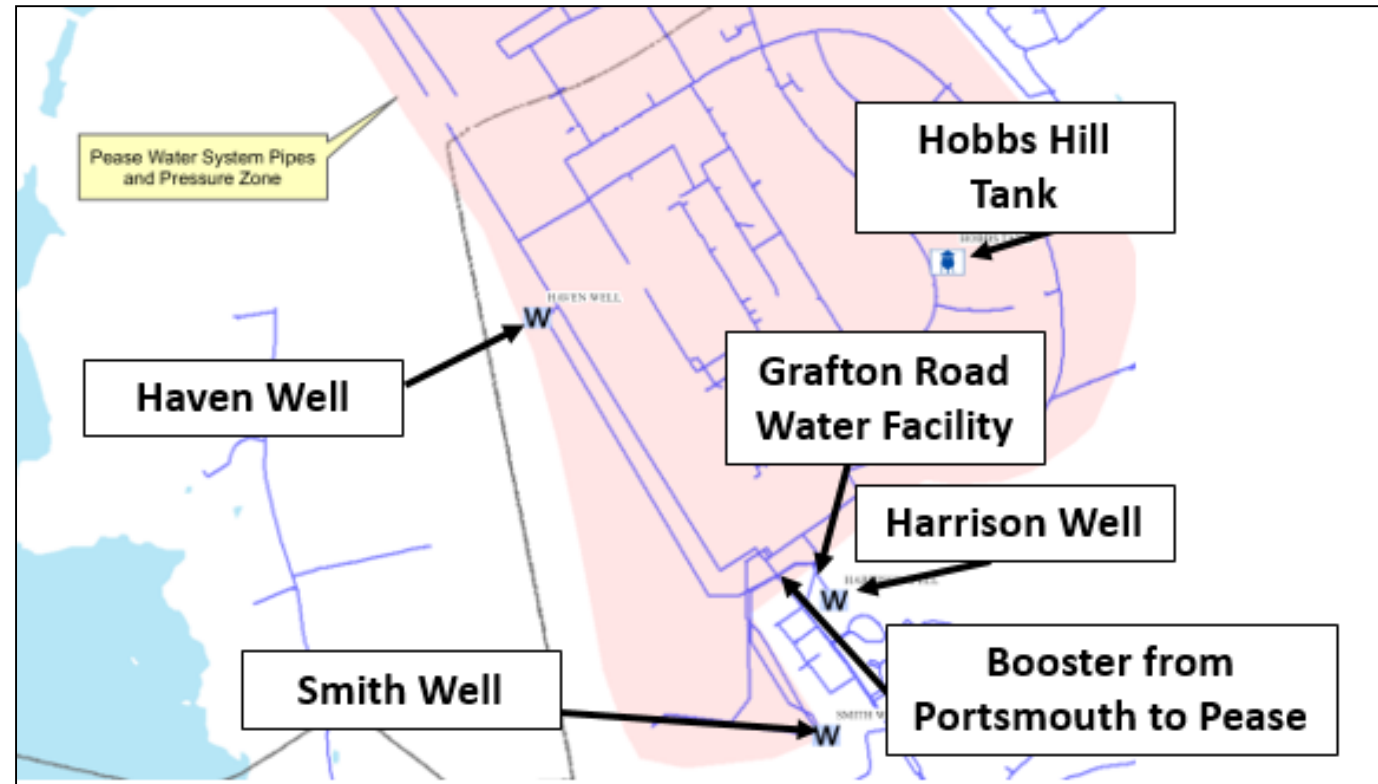 Hobbs Hill
Tank
Pease Water System Pipes
and Pressure Zone
HAVEN WELL
Haven Well
Grafton Road
Water Facility
Harrison Well
W
W
Booster from
Portsmouth to Pease
Smith Well
SMITH W
W